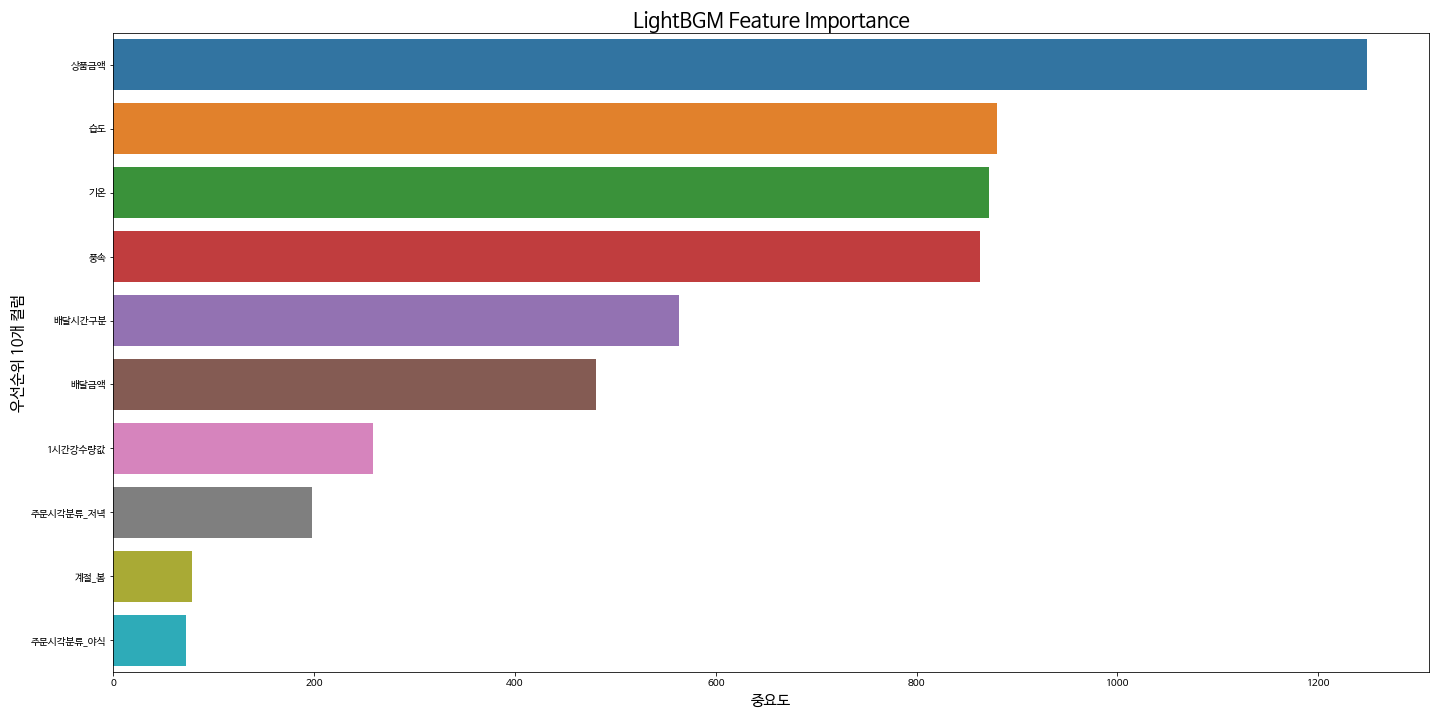 LightBGM Feature Importance
우선순위 10개 컬럼
상품금액
습도
기온
풍속
배달시간구분
배달금액
1시간강수량값
주문시각분류_저녁
계절_봄
주문시각분류_야식
0 200 400 600 800 1000 1200
중요도